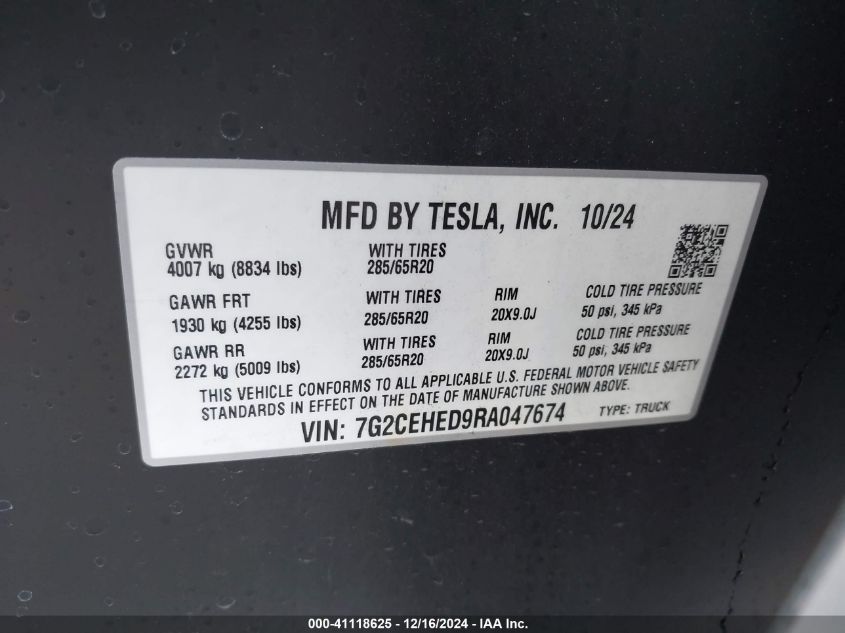 MFD BY TESLA, INC. 10/24
GVWR WITH TIRES
4007 kg (8834 lbs) 285/65R20
GAWR FRT WITH TIRES RIM COLD TIRE PRESSURE
1930 kg (4255 lbs) 285/65R20 20X9.0J 50 psi, 345 kPa
GAWR RR WITH TIRES RIM COLD TIRE PRESSURE
2272 kg (5009 lbs) 285/65R20 20X9.0J 50 psi, 345 kPa
THIS VEHICLE CONFORMS TO ALL APPLICABLE U.S. FEDERAL MOTOR VEHICLE SAFETY
STANDARDS IN EFFECT ON THE DATE OF MANUFACTURE SHOWN ABOVE.
VIN: 7G2CEHED9RA047674 TYPE: TRUCK
000-41118625 - 12/16/2024 - IAA Inc.